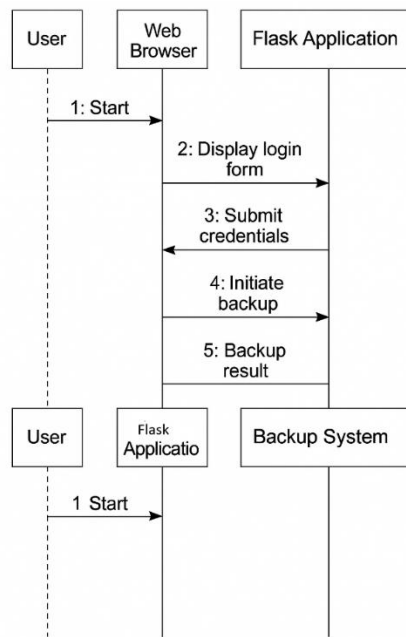 User
Web
Browser
Flask Application
1: Start
2: Display login
form
3: Submit
credentials
4: Initiate
backup
5: Backup
result
User
Flask
Applicatio
Backup System
1 Start